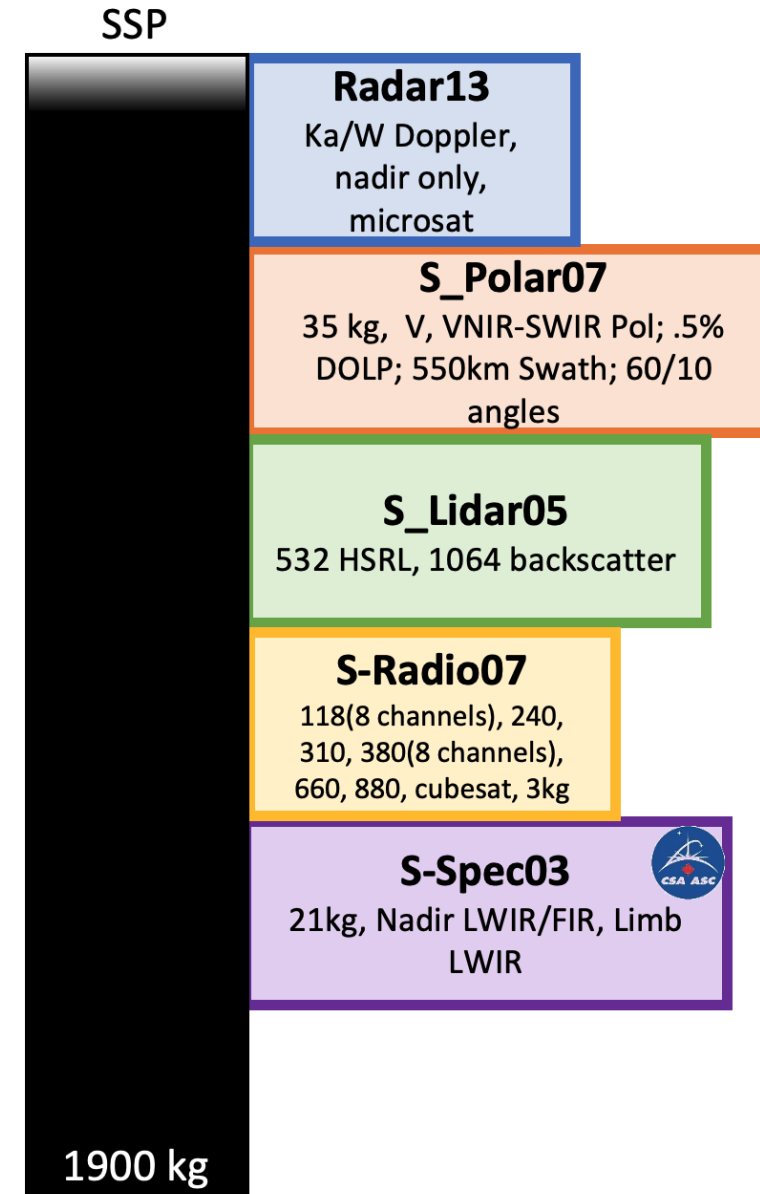 SSP
Radar13
Ka/W Doppler,
nadir only,
microsat
S_Polar07
35 kg,  V, VNIR-SWIR Pol; .5%
DOLP; 550km Swath; 60/10
angles
S_Lidar05
532 HSRL, 1064 backscatter
S-Radio07
118(8 channels), 240,
310, 380(8 channels),
660, 880, cubesat, 3kg
CSA ASC
S-Spec03
21kg, Nadir LWIR/FIR, Limb
LWIR
1900 kg